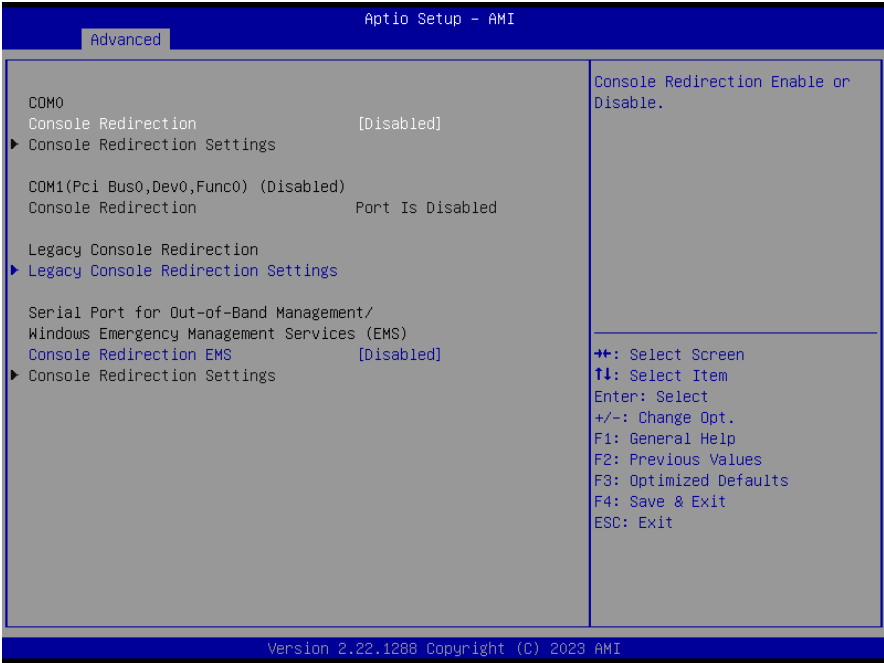 Aptio Setup – AMI
Advanced
COM0
Console Redirection [Disabled]
Console Redirection Settings
COM1(Pci Bus0,Dev0,Func0) (Disabled)
Console Redirection Port Is Disabled
Legacy Console Redirection
Legacy Console Redirection Settings
Serial Port for Out-of-Band Management/
Windows Emergency Management Services (EMS)
Console Redirection EMS [Disabled]
Console Redirection Settings
Console Redirection Enable or
Disable.
→←: Select Screen
↑↓: Select Item
Enter: Select
+/-: Change Opt.
F1: General Help
F2: Previous Values
F3: Optimized Defaults
F4: Save & Exit
ESC: Exit
Version 2.22.1288 Copyright (C) 2023 AMI